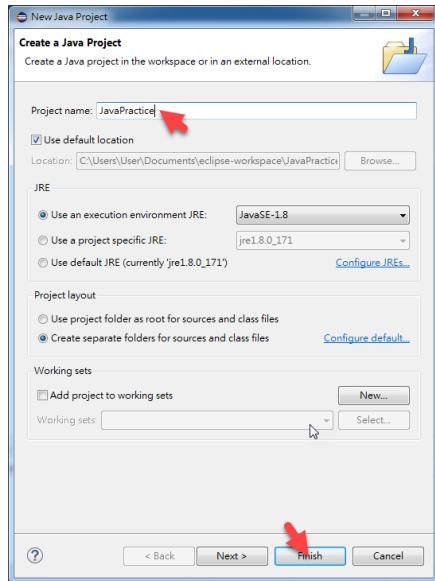 New Java Project
Create a Java Project
Create a Java project in the workspace or in an external location.
Project name: JavaPractice
Use default location
Location: C:\Users\User\Documents\eclipse-workspace\JavaPractice Browse...
JRE
Use an execution environment JRE: JavaSE-1.8
Use a project specific JRE: jre1.8.0_171
Use default JRE (currently 'jre1.8.0_171') Configure JREs...
Project layout
Use project folder as root for sources and class files
Create separate folders for sources and class files Configure default...
Working sets
Add project to working sets New...
Working sets: Select...
? < Back Next > Finish Cancel